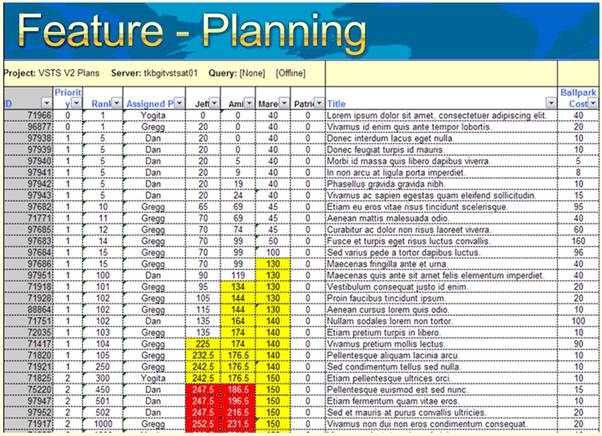 Feature - Planning
Project: VSTS V2 Plans Server: tkbgitvstsat01 Query: [None] [Offline]
ID Priority Rank Assigned P Jeff Ami Mare Patri Title Ballpark Cost
71966 0 1 Yogita 0 0 40 0 Lorem ipsum dolor sit amet, consectetuer adipiscing elit. 40
96877 0 1 Gregg 20 0 40 0 Vivamus id enim quis ante tempor lobortis. 20
97938 1 5 Dan 20 0 40 0 Donec interdum lacus eget nulla. 10
97939 1 5 Dan 20 0 40 0 Donec feugiat turpis id mauris. 10
97940 1 5 Dan 20 5 40 0 Morbi id massa quis libero dapibus viverra. 5
97941 1 5 Dan 20 9 40 0 In non arcu at ligula porta imperdiet. 8
97942 1 5 Dan 20 19 40 0 Phasellus gravida gravida nibh. 10
97943 1 5 Dan 20 24 40 0 Vivamus ac sapien egestas quam eleifend sollicitudin. 15
97682 1 10 Gregg 65 69 45 0 Etiam eu eros vitae risus tincidunt scelerisque. 95
71771 1 11 Gregg 70 69 45 0 Aenean mattis malesuada odio. 40
97685 1 12 Gregg 70 74 45 0 Curabitur ac dolor non risus laoreet viverra. 60
97683 1 14 Gregg 70 99 50 0 Fusce et turpis eget risus luctus convallis. 160
97684 1 15 Gregg 70 99 100 0 Sed varius pede a tortor dapibus luctus. 96
97686 1 15 Gregg 70 99 130 0 Maecenas fringilla ante et urna. 40
97951 1 100 Dan 90 119 130 0 Maecenas quis ante sit amet felis elementum imperdiet. 40
71918 1 101 Gregg 95 134 130 0 Vestibulum consequat justo id enim. 20
71928 1 102 Gregg 105 144 130 0 Proin faucibus tincidunt ipsum. 20
88864 1 102 Gregg 115 144 130 0 Aenean cursus lorem quis odio. 10
71751 1 102 Dan 135 164 140 0 Nullam sodales lorem non tortor. 100
72035 1 103 Gregg 135 174 140 0 Etiam pretium turpis in libero. 10
71417 1 104 Gregg 225 174 140 0 Vivamus pretium mollis lectus. 90
71820 1 105 Gregg 232.5 176.5 140 0 Pellentesque aliquam lacinia arcu. 10
71921 1 250 Gregg 242.5 176.5 140 0 Sed condimentum tellus sed nulla. 10
71825 2 300 Yogita 242.5 176.5 150 0 Etiam pellentesque ultrices orci. 10
75220 2 450 Dan 247.5 186.5 150 0 Pellentesque euismod est sed nunc. 15
97947 2 501 Dan 247.5 196.5 150 0 Etiam fermentum quam vitae eros. 10
97952 2 502 Dan 247.5 216.5 150 0 Sed et mauris at purus convallis ultricies. 20
71917 2 1000 Gregg 252.5 231.5 150 0 Vivamus non dui non eros condimentum consequat. 20